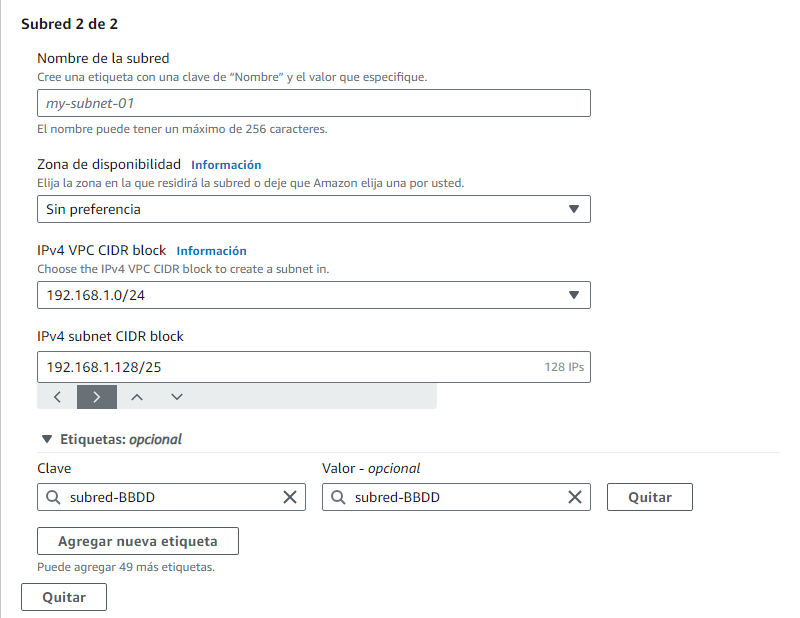 Subred 2 de 2
Nombre de la subred
Cree una etiqueta con una clave de “Nombre” y el valor que especifique.
my-subnet-01
El nombre puede tener un máximo de 256 caracteres.
Zona de disponibilidad Información
Elija la zona en la que residirá la subred o deje que Amazon elija una por usted.
Sin preferencia
IPv4 VPC CIDR block Información
Choose the IPv4 VPC CIDR block to create a subnet in.
192.168.1.0/24
IPv4 subnet CIDR block
192.168.1.128/25 128 IPs
Etiquetas: opcional
Clave Valor - opcional
subred-BBDD subred-BBDD Quitar
Agregar nueva etiqueta
Puede agregar 49 más etiquetas.
Quitar